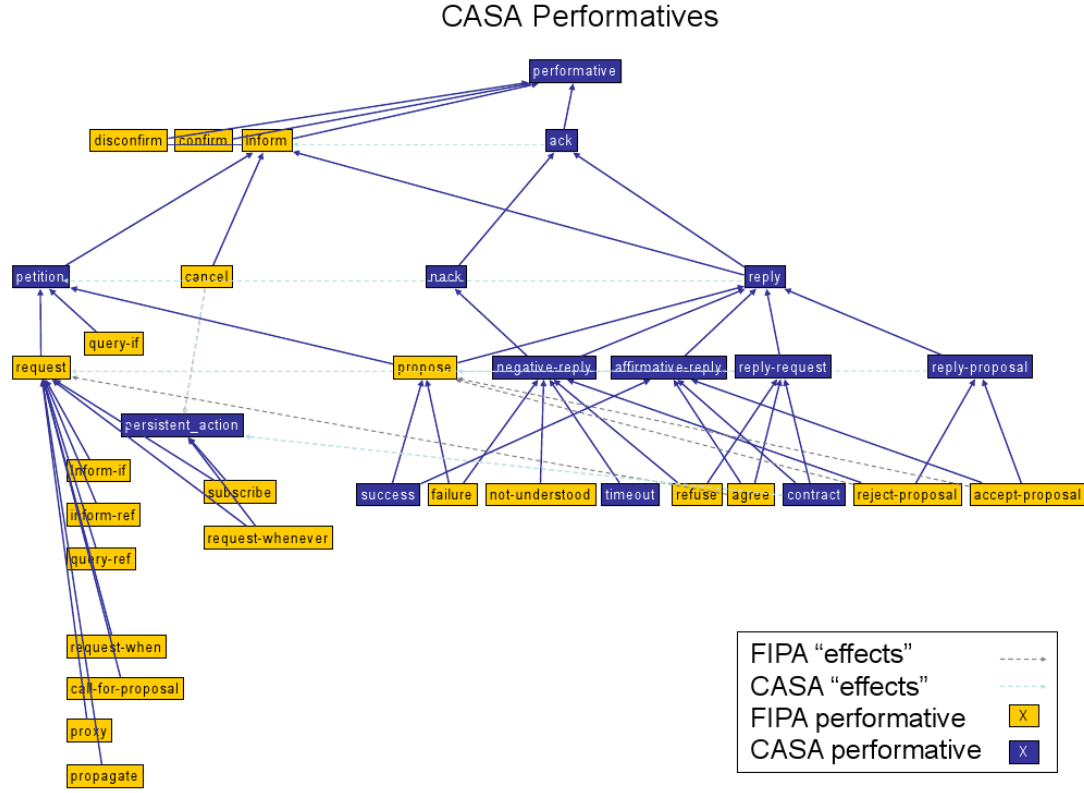 CASA Performatives
performative
disconfirm confirm inform ack
petition cancel nack reply
query-if
request propose negative-reply affirmative-reply reply-request reply-proposal
persistent_action
inform-if
subscribe success failure not-understood timeout refuse agree contract reject-proposal accept-proposal
inform-ref
request-whenever
query-ref
request-when
call-for-proposal
proxy
propagate
FIPA “effects”
CASA “effects”
FIPA performative X
CASA performative X